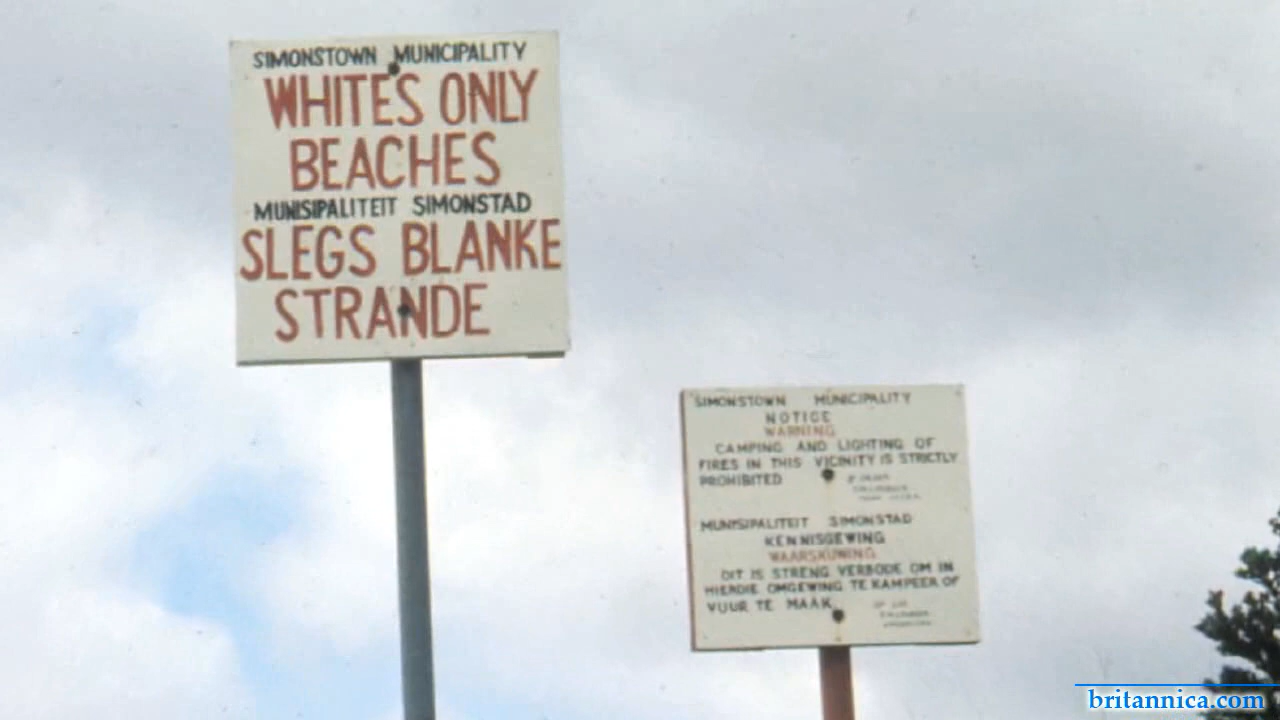 SIMONSTOWN MUNICIPALITY
WHITES ONLY
BEACHES
MUNISIPALITEIT SIMONSTAD
SLEGS BLANKE
STRANDE
SIMONSTOWN MUNICIPALITY
NOTICE
WARNING
CAMPING AND LIGHTING OF
FIRES IN THIS VICINITY IS STRICTLY
PROHIBITED
MUNISIPALITEIT SIMONSTAD
KENNISGEWING
WAARSKUWING
DIT IS STRENG VERBODE OM IN
HIERDIE OMGEWING TE KAMPEER OF
VUUR TE MAAK
britannica.com